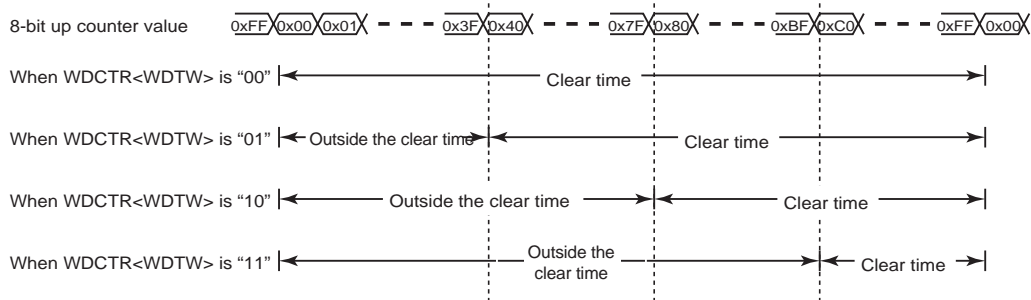 8-bit up counter value 0xFF 0x00 0x01 0x3F 0x40 0x7F 0x80 0xBF 0xC0 0xFF 0x00
When WDCTR<WDTW> is “00” Clear time
When WDCTR<WDTW> is “01” Outside the clear time Clear time
When WDCTR<WDTW> is “10” Outside the clear time Clear time
When WDCTR<WDTW> is “11” Outside the clear time Clear time